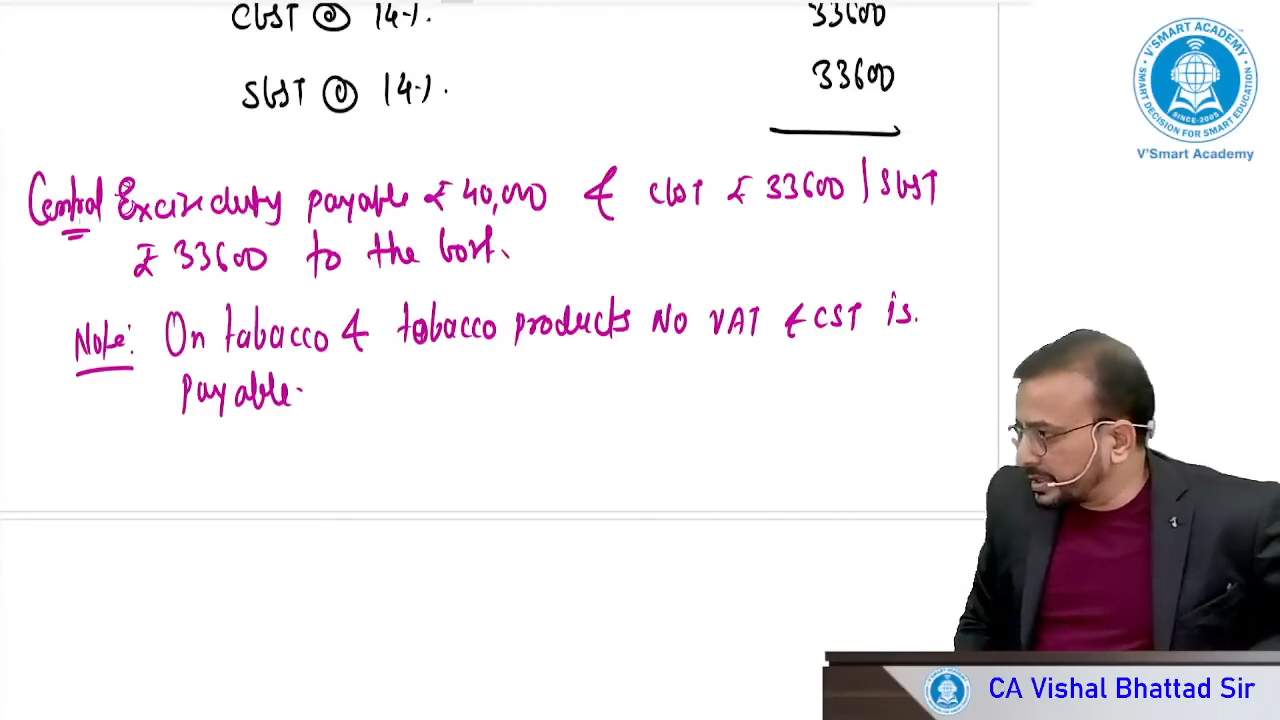 CGST @ 14%.
33600
SGST @ 14%.
33600
Central Excise duty payable ₹ 40,000 & CGST ₹ 33600 / SGST
₹ 33600 to the Govt.
Note: On tabacco & tobacco products No VAT & CST is.
payable.
V'SMART ACADEMY
SMART DECISION FOR SMART EDUCATION
SINCE-2005
V'Smart Academy
CA Vishal Bhattad Sir